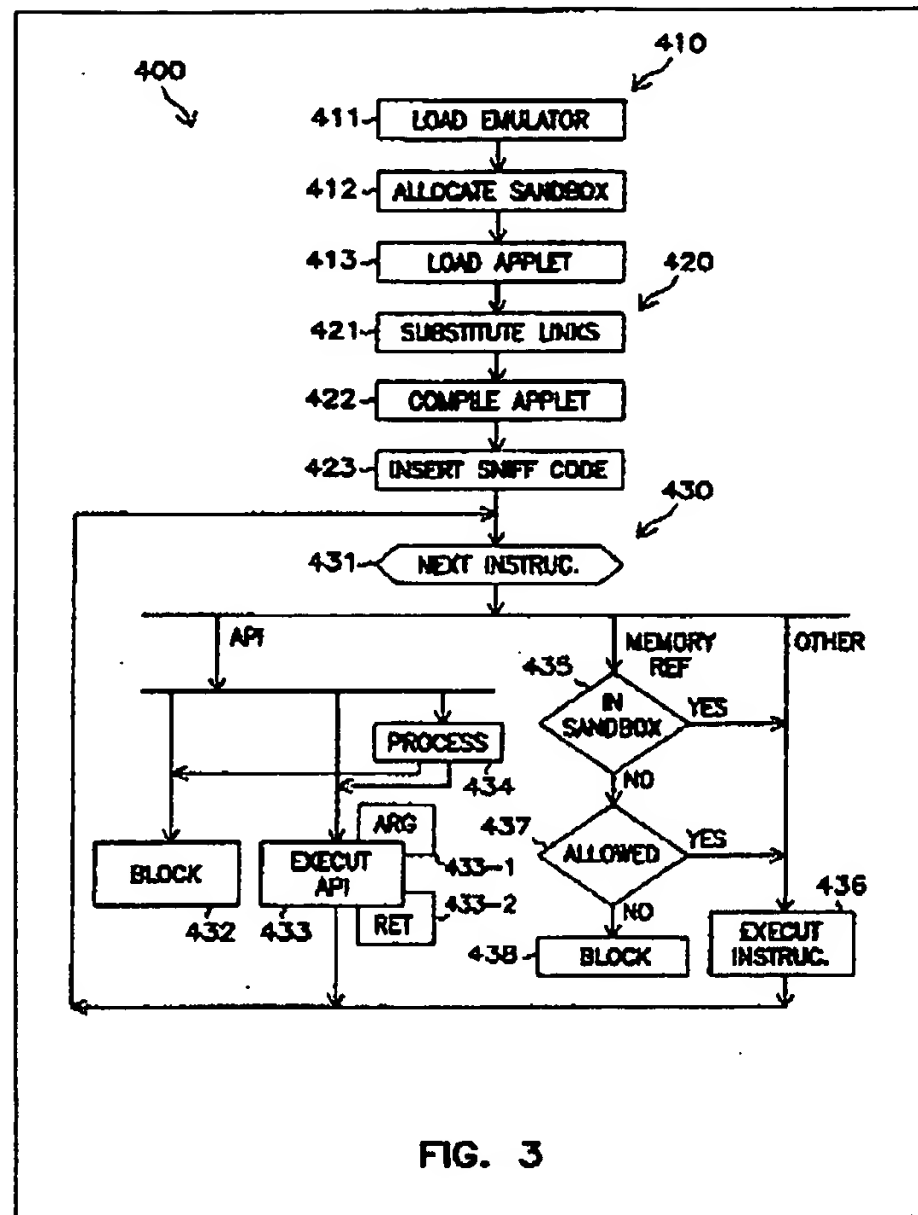 400
410
411 LOAD EMULATOR
412 ALLOCATE SANDBOX
413 LOAD APPLET
420
421 SUBSTITUTE LINKS
422 COMPILE APPLET
423 INSERT SNIFF CODE
430
431 NEXT INSTRUC.
API
MEMORY REF
OTHER
435
IN SANDBOX
YES
NO
PROCESS
434
437
ALLOWED
YES
NO
ARG
433-1
BLOCK
432
EXECUT API
433
433-2
RET
438 BLOCK
436
EXECUT INSTRUC.
FIG. 3